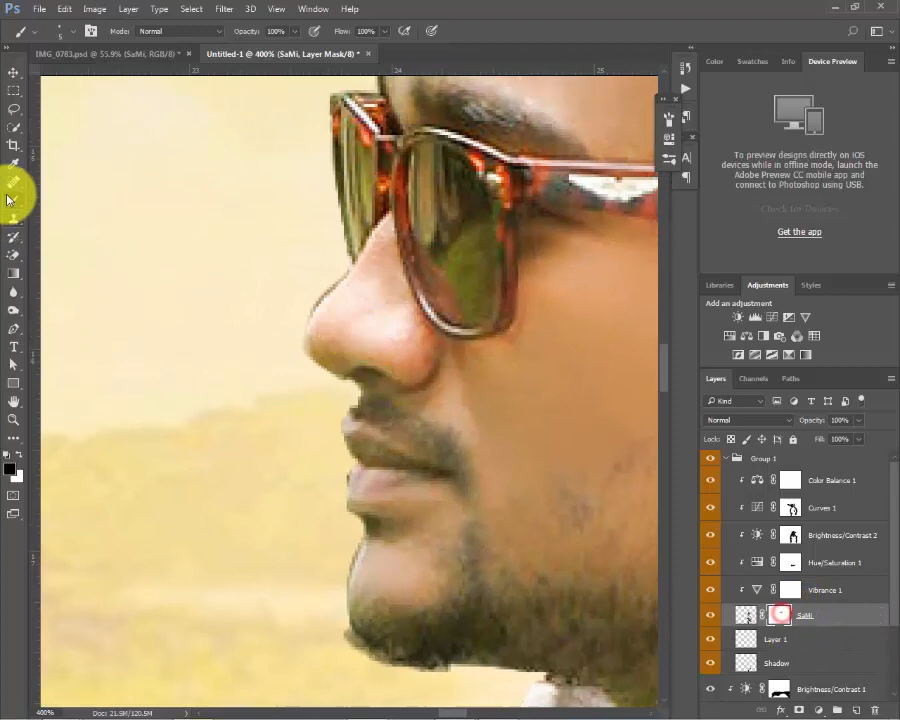 Ps File Edit Image Layer Type Select Filter 3D View Window Help
5 Mode: Normal Opacity: 100% Flow: 100%
IMG_0783.psd @ 55.9% (SaMi, RGB/8) * × Untitled-1 @ 400% (SaMi, Layer Mask/8) * ×
23 24 25
Color Swatches Info Device Preview
To preview designs directly on iOS
devices while in offline mode, launch the
Adobe Preview CC mobile app and
connect to Photoshop using USB.
Check for Devices
Get the app
Libraries Adjustments Styles
Add an adjustment
Layers Channels Paths
Kind
Normal Opacity: 100%
Lock: Fill: 100%
Group 1
Color Balance 1
Curves 1
Brightness/Contrast 2
Hue/Saturation 1
Vibrance 1
SaMi
Layer 1
Shadow
Brightness/Contrast 1
400% Doc: 21.5M/120.5M